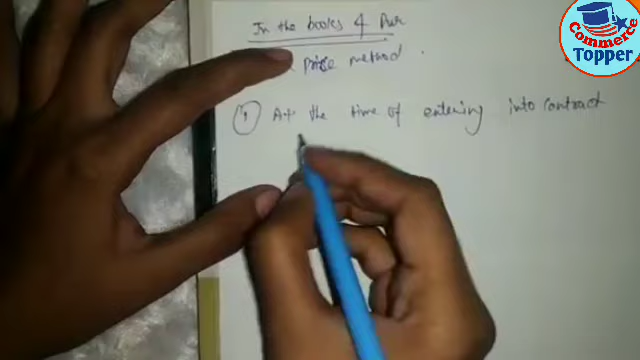 In the books of Pur
Commerce
Topper
price method
1) At the time of entering into contract